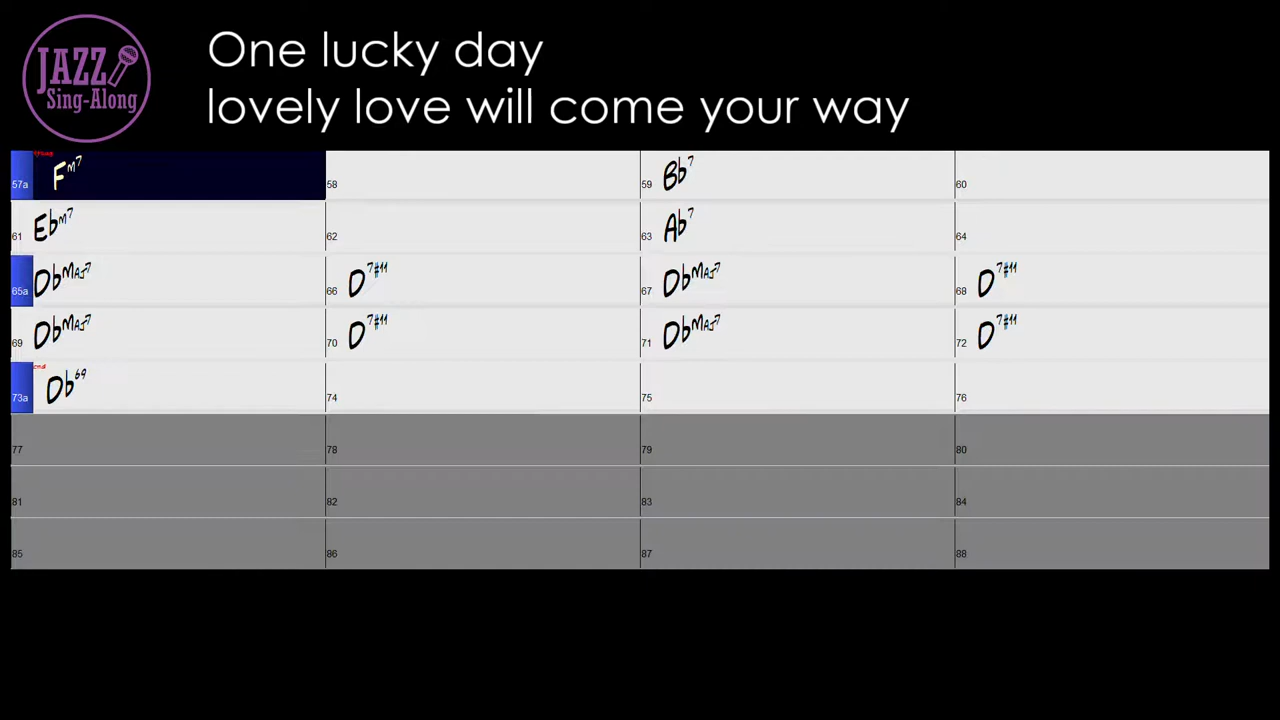 JAZZ
Sing-Along
One lucky day
lovely love will come your way
57a Fm7 58 59 Bb7 60
61 Ebm7 62 63 Ab7 64
65a DbMAJ7 66 D7#11 67 DbMAJ7 68 D7#11
69 DbMAJ7 70 D7#11 71 DbMAJ7 72 D7#11
end
73a Db69 74 75 76
77 78 79 80
81 82 83 84
85 86 87 88